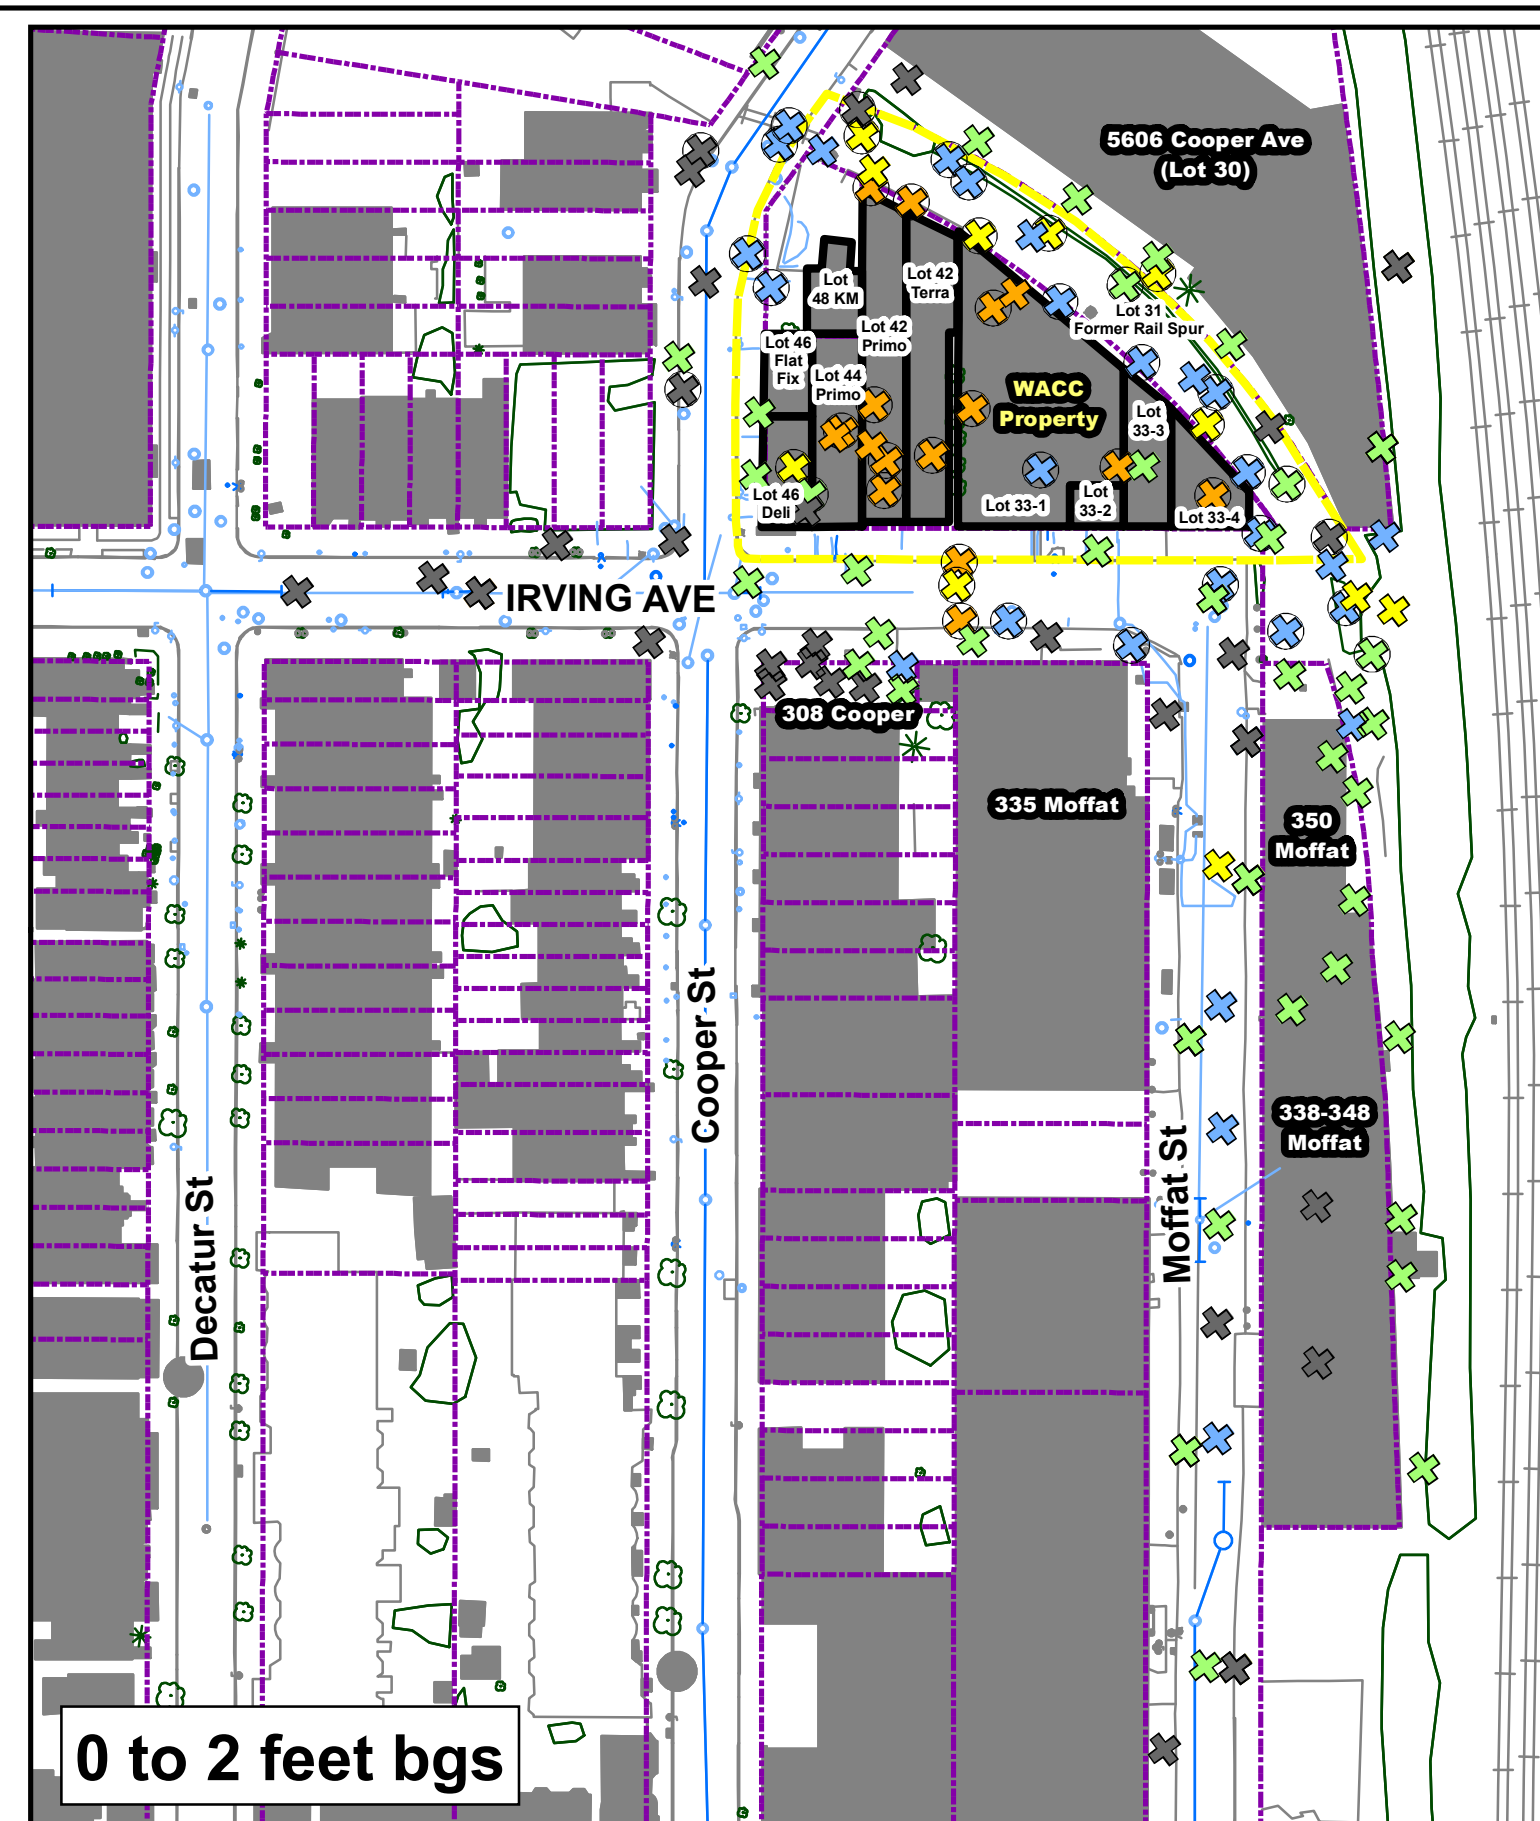 5606 Cooper Ave
(Lot 30)
Lot
48 KM
Lot 42
Terra
Lot 31
Former Rail Spur
Lot 42
Primo
Lot 46
Flat
Fix
Lot 44
Primo
WACC
Property
Lot
33-3
Lot 46
Deli
Lot 33-1
Lot
33-2
Lot 33-4
IRVING AVE
308 Cooper
335 Moffat
350
Moffat
Cooper St
338-348
Moffat
Moffat St
Decatur St
0 to 2 feet bgs